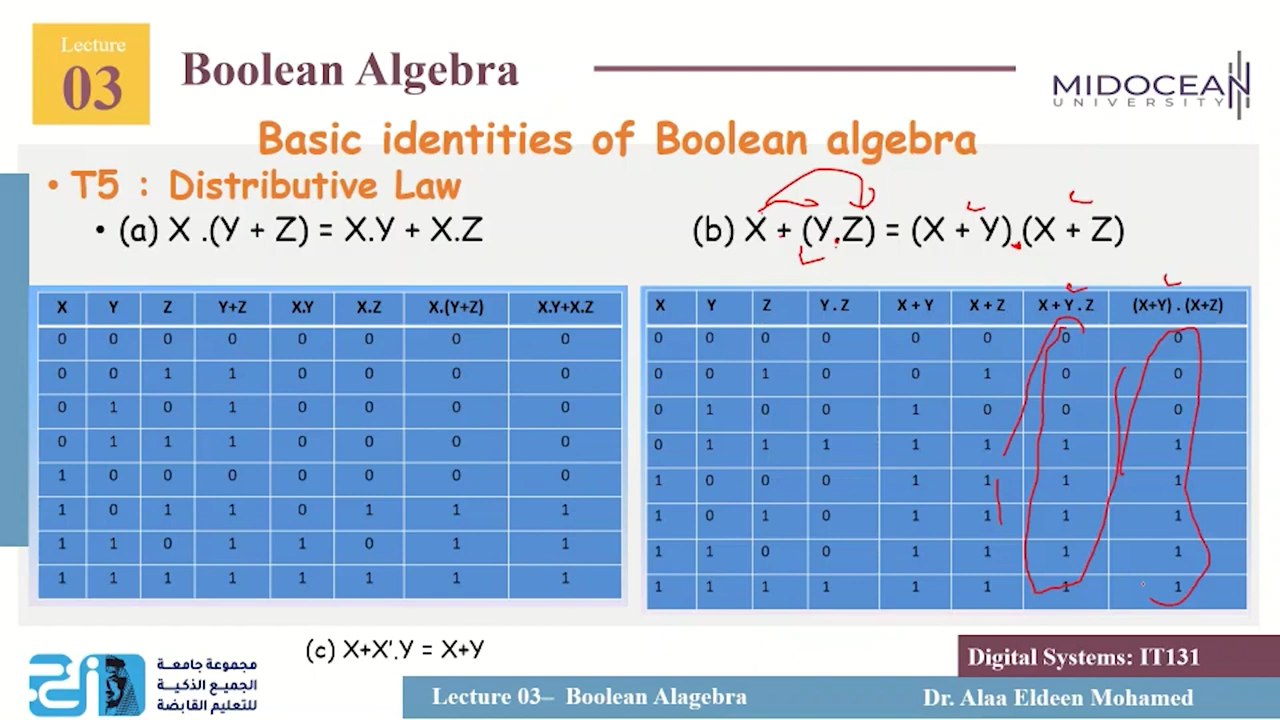 Lecture
03
Boolean Algebra
MIDOCEAN
UNIVERSITY
Basic identities of Boolean algebra
• T5 : Distributive Law
• (a) X .(Y + Z) = X.Y + X.Z
(b) X + (Y.Z) = (X + Y).(X + Z)
X Y Z Y+Z X.Y X.Z X.(Y+Z) X.Y+X.Z
0 0 0 0 0 0 0 0
0 0 1 1 0 0 0 0
0 1 0 1 0 0 0 0
0 1 1 1 0 0 0 0
1 0 0 0 0 0 0 0
1 0 1 1 0 1 1 1
1 1 0 1 1 0 1 1
1 1 1 1 1 1 1 1
X Y Z Y . Z X + Y X + Z X + Y . Z (X+Y) . (X+Z)
0 0 0 0 0 0 0 0
0 0 1 0 0 1 0 0
0 1 0 0 1 0 0 0
0 1 1 1 1 1 1 1
1 0 0 0 1 1 1 1
1 0 1 0 1 1 1 1
1 1 0 0 1 1 1 1
1 1 1 1 1 1 1 1
(c) X+X'.Y = X+Y
مجموعة جامعة
الجميع الذكية
للتعليم القابضة
Digital Systems: IT131
Lecture 03– Boolean Alagebra
Dr. Alaa Eldeen Mohamed